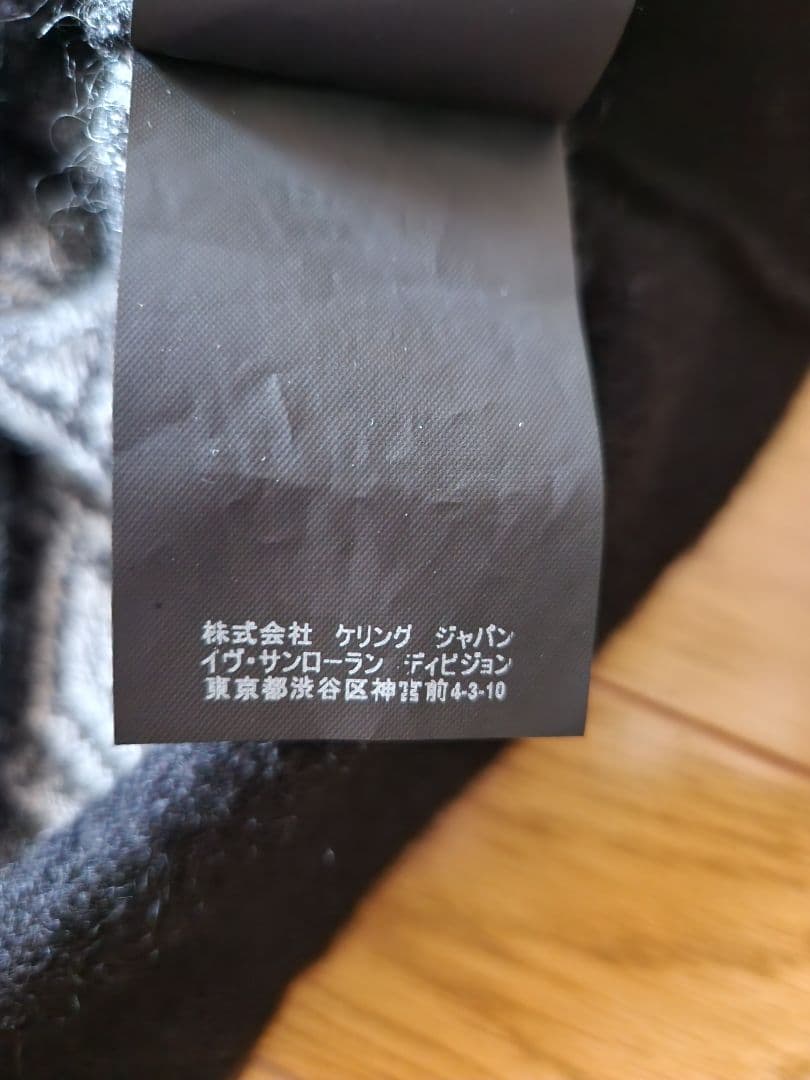 株式会社 ケリング ジャパン
イヴ・サンローラン ディビジョン
東京都渋谷区神宮前4-3-10